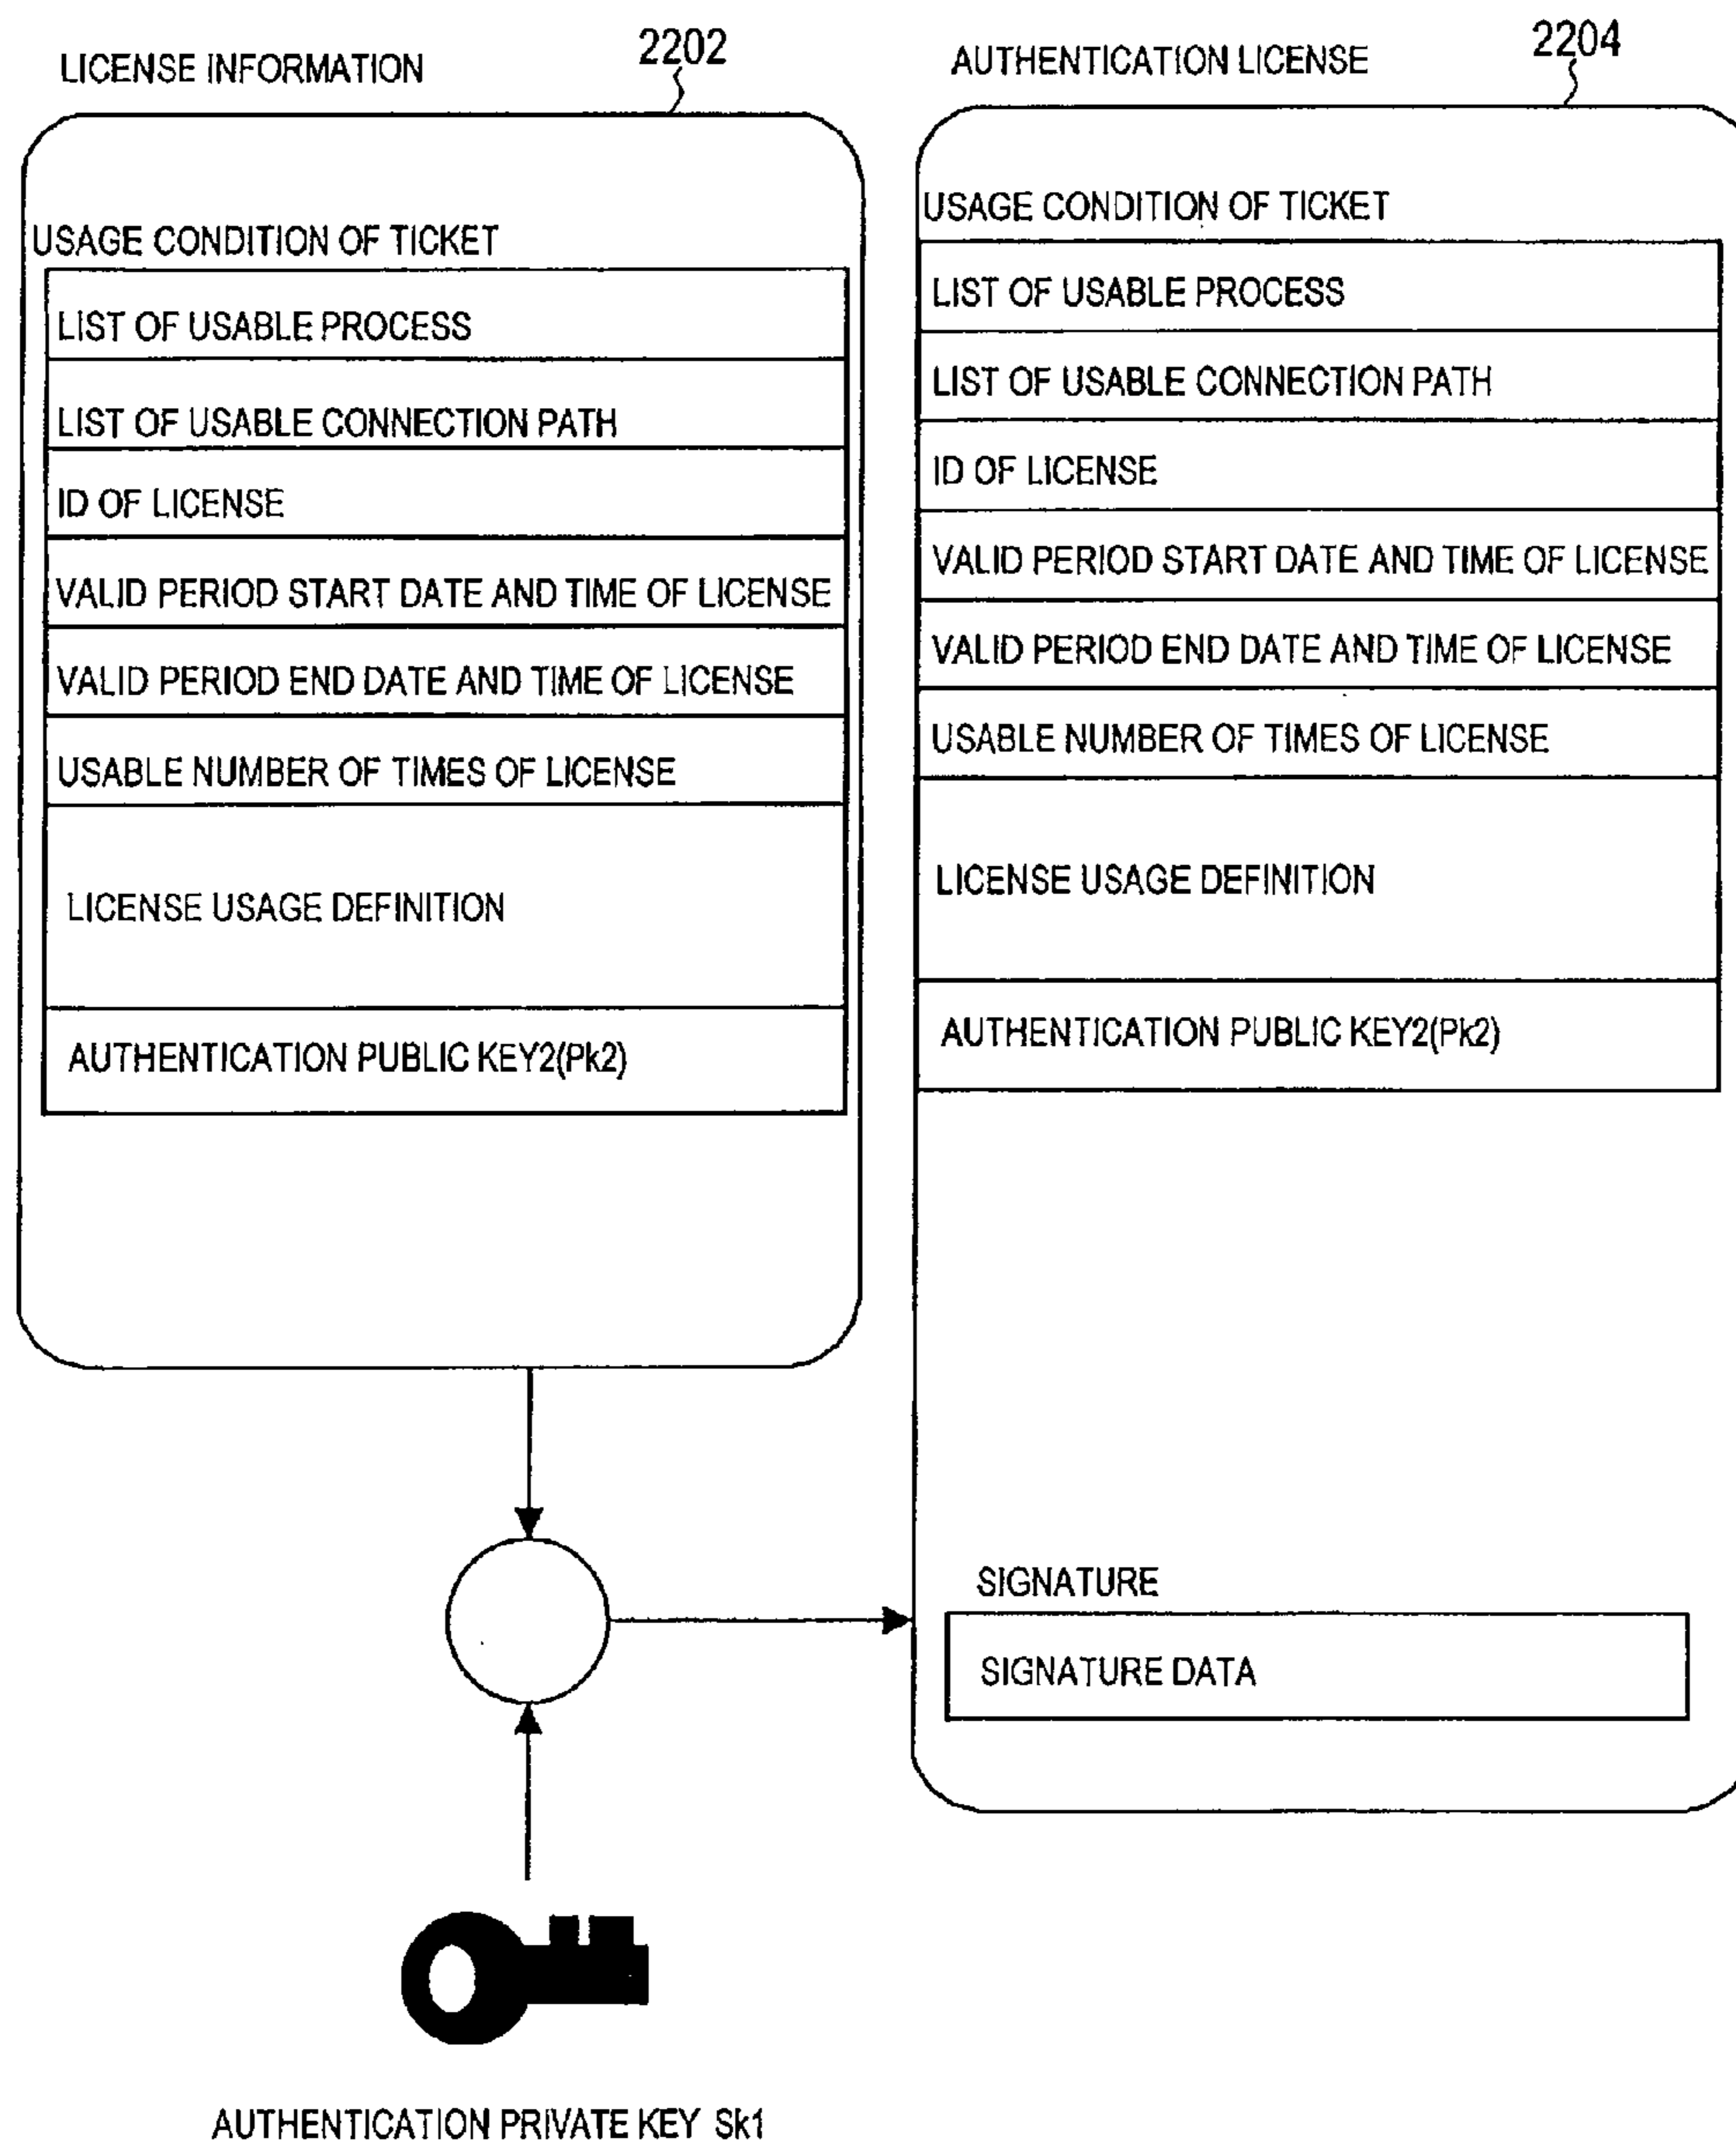 LICENSE INFORMATION
2202
USAGE CONDITION OF TICKET
LIST OF USABLE PROCESS
LIST OF USABLE CONNECTION PATH
ID OF LICENSE
VALID PERIOD START DATE AND TIME OF LICENSE
VALID PERIOD END DATE AND TIME OF LICENSE
USABLE NUMBER OF TIMES OF LICENSE
LICENSE USAGE DEFINITION
AUTHENTICATION PUBLIC KEY2(Pk2)
AUTHENTICATION LICENSE
2204
USAGE CONDITION OF TICKET
LIST OF USABLE PROCESS
LIST OF USABLE CONNECTION PATH
ID OF LICENSE
VALID PERIOD START DATE AND TIME OF LICENSE
VALID PERIOD END DATE AND TIME OF LICENSE
USABLE NUMBER OF TIMES OF LICENSE
LICENSE USAGE DEFINITION
AUTHENTICATION PUBLIC KEY2(Pk2)
SIGNATURE
SIGNATURE DATA
AUTHENTICATION PRIVATE KEY Sk1